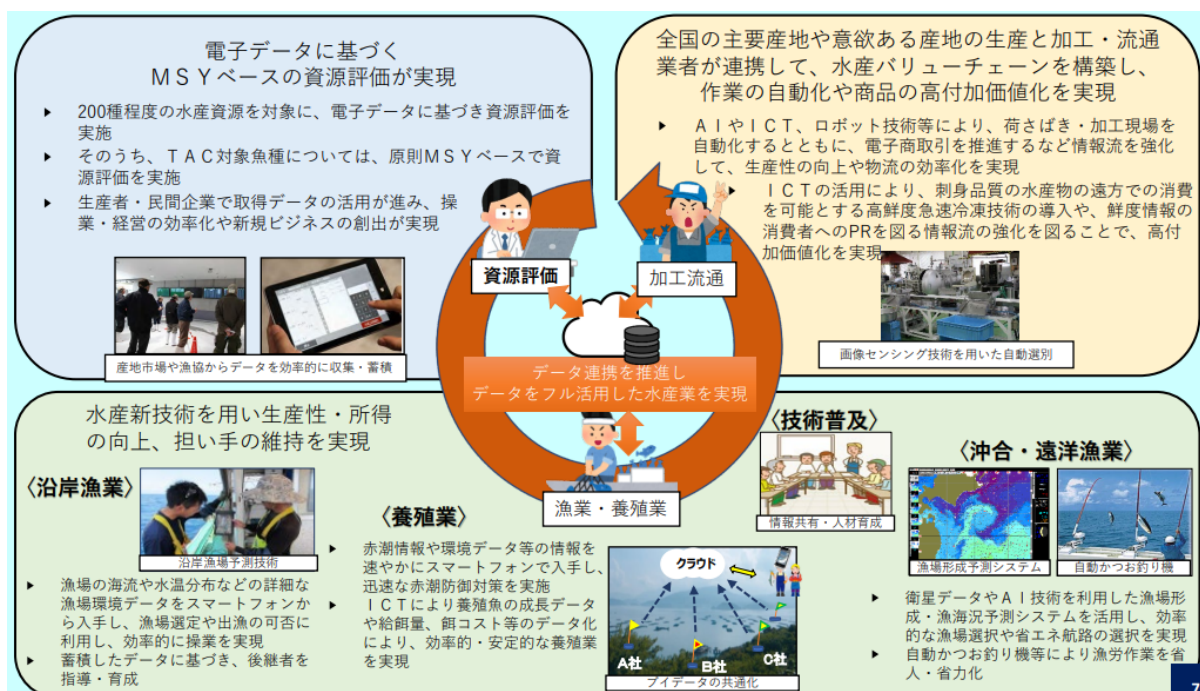 電子データに基づく
MSYベースの資源評価が実現
▶ 200種程度の水産資源を対象に、電子データに基づき資源評価を
実施
▶ そのうち、TAC対象魚種については、原則MSYベースで資
源評価を実施
▶ 生産者・民間企業で取得データの活用が進み、操
業・経営の効率化や新規ビジネスの創出が実現
産地市場や漁協からデータを効率的に収集・蓄積
資源評価
全国の主要産地や意欲ある産地の生産と加工・流通
業者が連携して、水産バリューチェーンを構築し、
作業の自動化や商品の高付加価値化を実現
▶ AIやICT、ロボット技術等により、荷さばき・加工現場を
自動化するとともに、電子商取引を推進するなど情報流を強化
して、生産性の向上や物流の効率化を実現
▶ ICTの活用により、刺身品質の水産物の遠方での消費
を可能とする高鮮度急速冷凍技術の導入や、鮮度情報の
消費者へのPRを図る情報流の強化を図ることで、高付
加価値化を実現
加工流通
画像センシング技術を用いた自動選別
データ連携を推進し
データをフル活用した水産業を実現
漁業・養殖業
水産新技術を用い生産性・所得
の向上、担い手の維持を実現
〈沿岸漁業〉
沿岸漁場予測技術
▶ 漁場の海流や水温分布などの詳細な
漁場環境データをスマートフォンか
ら入手し、漁場選定や出漁の可否に
利用し、効率的に操業を実現
▶ 蓄積したデータに基づき、後継者を
指導・育成
〈養殖業〉
▶ 赤潮情報や環境データ等の情報を
速やかにスマートフォンで入手し、
迅速な赤潮防御対策を実施
▶ ICTにより養殖魚の成長データ
や給餌量、餌コスト等のデータ化
により、効率的・安定的な養殖業
を実現
クラウド
A社
B社
C社
ブイデータの共通化
〈技術普及〉
情報共有・人材育成
〈沖合・遠洋漁業〉
漁場形成予測システム
自動かつお釣り機
▶ 衛星データやAI技術を利用した漁場形
成・漁海況予測システムを活用し、効率
的な漁場選択や省エネ航路の選択を実現
▶ 自動かつお釣り機等により漁労作業を省
人・省力化
7